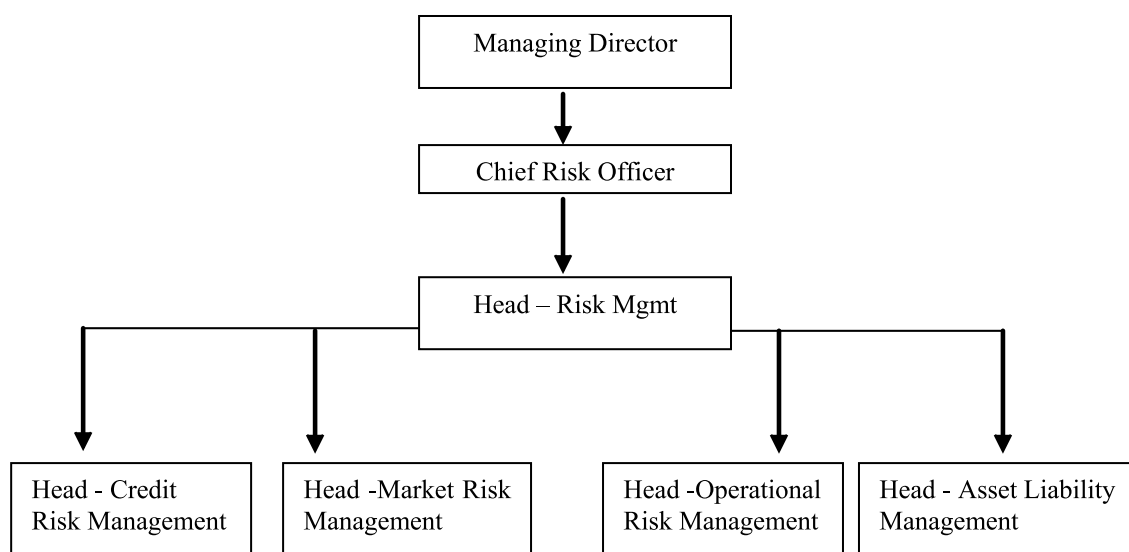 Managing Director
Chief Risk Officer
Head – Risk Mgmt
Head - Credit
Risk Management
Head -Market Risk
Management
Head -Operational
Risk Management
Head - Asset Liability
Management